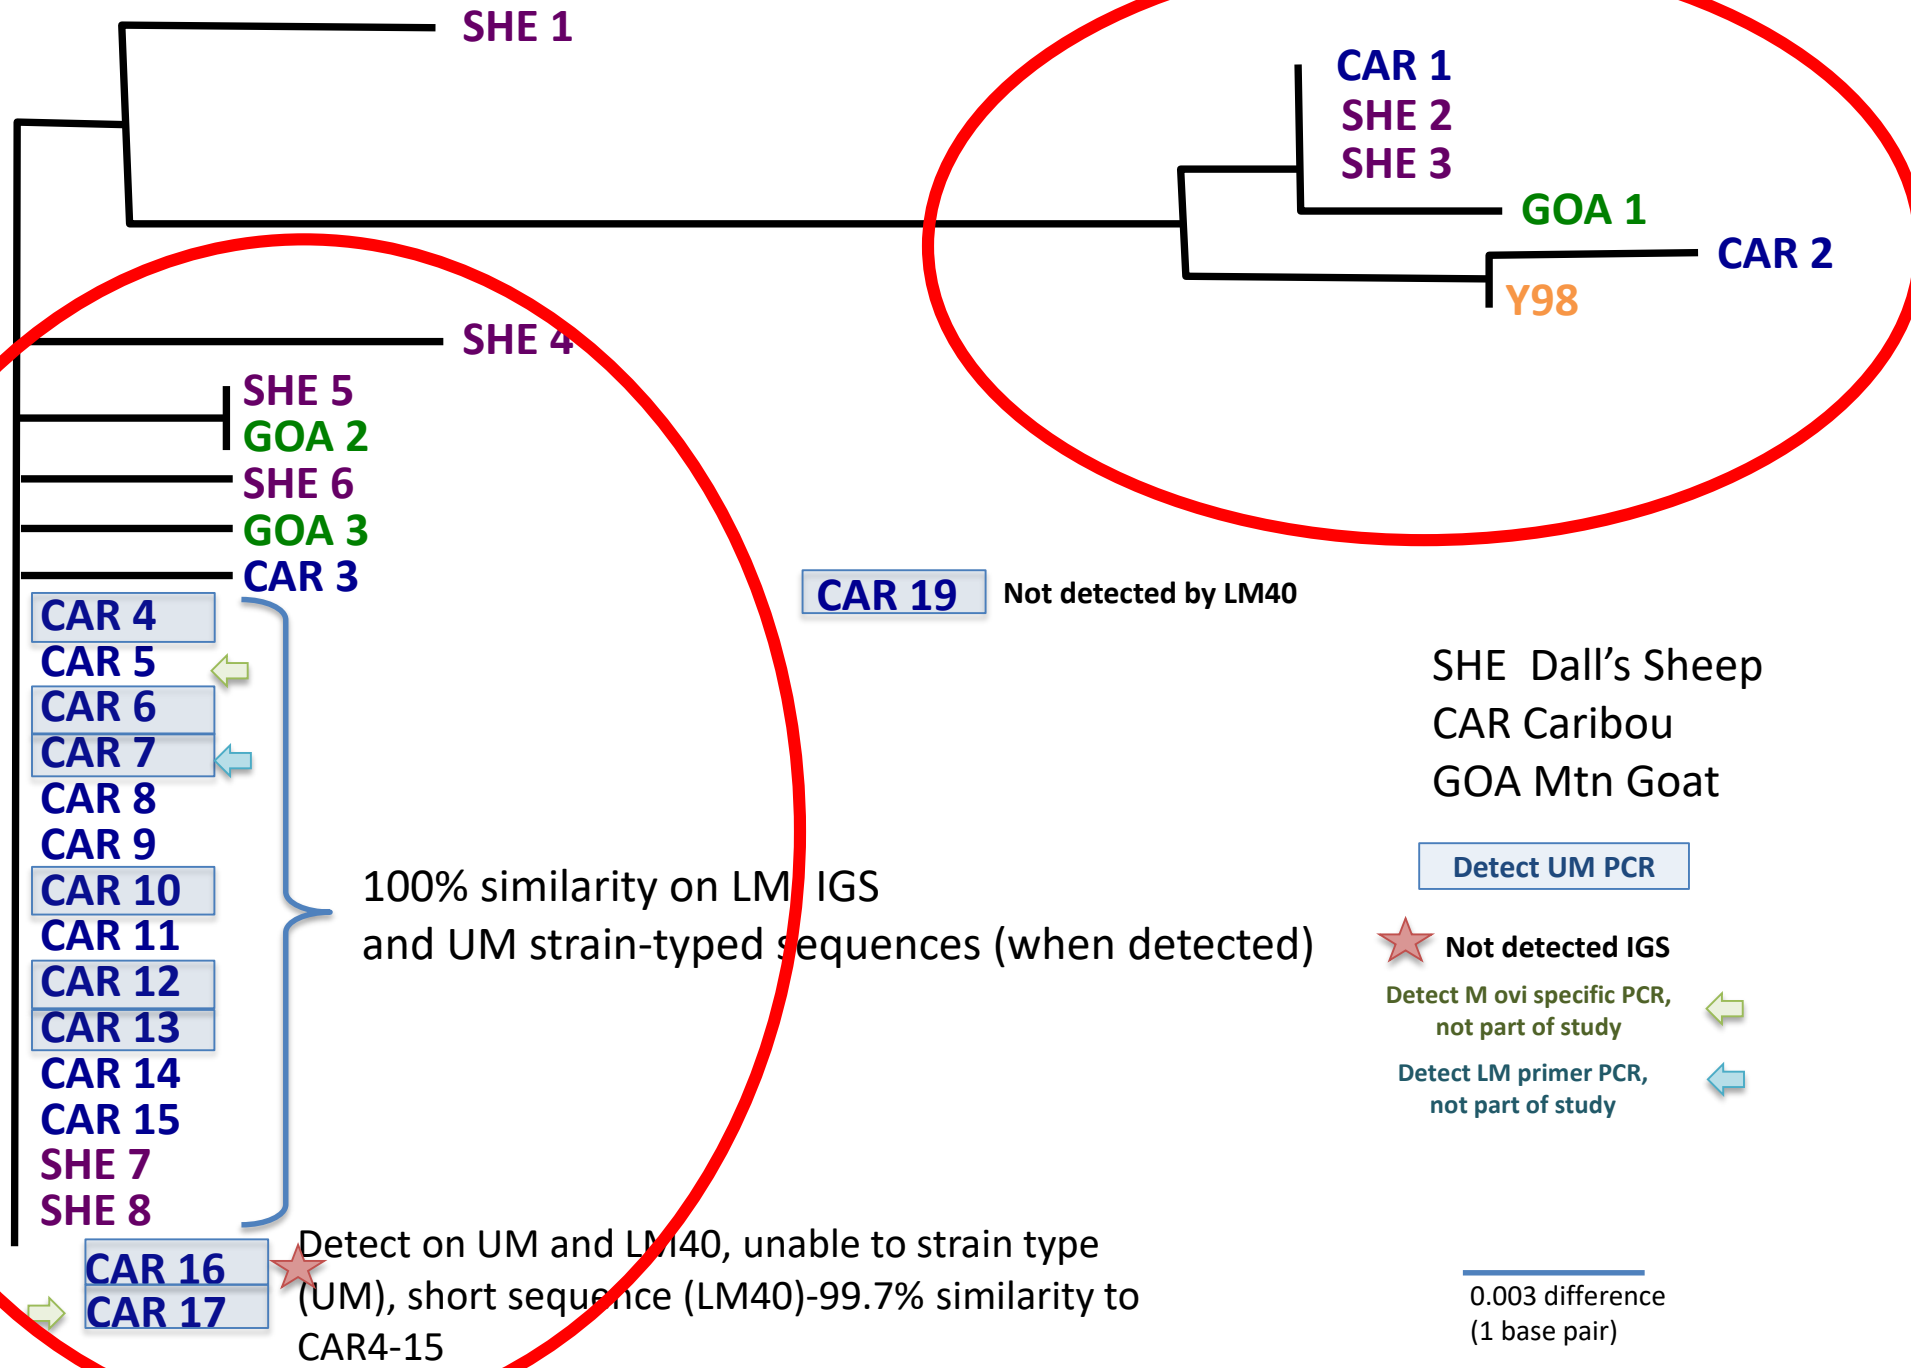 SHE 1
CAR 1
SHE 2
SHE 3
GOA 1
CAR 2
Y98
SHE 4
SHE 5
GOA 2
SHE 6
GOA 3
CAR 3
CAR 4
CAR 5
CAR 6
CAR 7
CAR 8
CAR 9
CAR 10
CAR 11
CAR 12
CAR 13
CAR 14
CAR 15
SHE 7
SHE 8
CAR 16
CAR 17
100% similarity on LM IGS
and UM strain-typed sequences (when detected)
Detect on UM and LM40, unable to strain type
(UM), short sequence (LM40)-99.7% similarity to
CAR4-15
CAR 19 Not detected by LM40
SHE Dall’s Sheep
CAR Caribou
GOA Mtn Goat
Detect UM PCR
Not detected IGS
Detect M ovi specific PCR,
not part of study
Detect LM primer PCR,
not part of study
0.003 difference
(1 base pair)